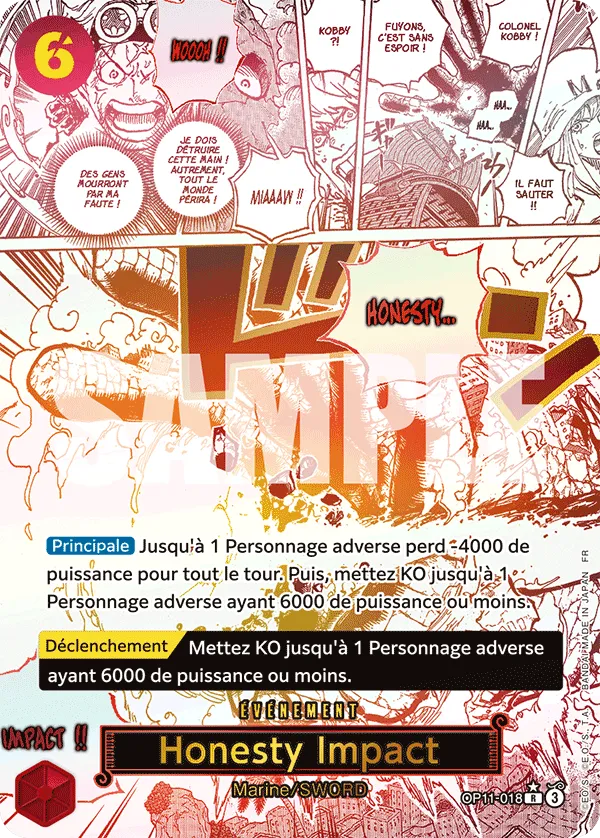 6
WOOOH !!
KOBBY
?!
FUYONS,
C'EST SANS
ESPOIR !
COLONEL
KOBBY !
HAA...
HAA...
DES GENS
MOURRONT
PAR MA
FAUTE !
JE DOIS
DÉTRUIRE
CETTE MAIN !
AUTREMENT,
TOUT LE
MONDE
PÉRIRA !
MIAAAW !!
IL FAUT
SAUTER
!!
HONESTY...
SAMPLE
Principale Jusqu'à 1 Personnage adverse perd -4000 de
puissance pour tout le tour. Puis, mettez KO jusqu'à 1
Personnage adverse ayant 6000 de puissance ou moins.
Déclenchement Mettez KO jusqu'à 1 Personnage adverse
ayant 6000 de puissance ou moins.
ÉVÉNEMENT
IMPACT !!
Honesty Impact
Marine/SWORD
OP11-018 R 3
©E.O./S. ©E.O./S., T.A. BANDAI MADE IN JAPAN FR